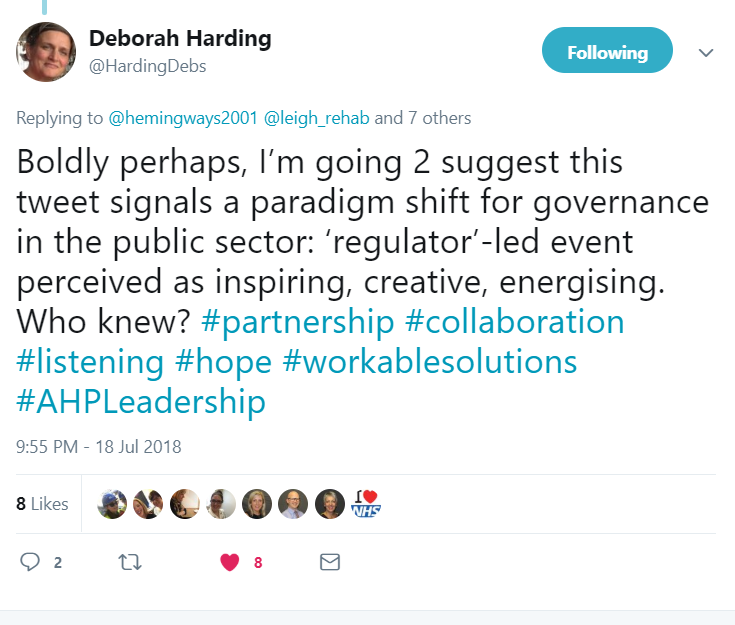 Deborah Harding
@HardingDebs
Following
Replying to @hemingways2001 @leigh_rehab and 7 others
Boldly perhaps, I’m going 2 suggest this
tweet signals a paradigm shift for governance
in the public sector: ‘regulator’-led event
perceived as inspiring, creative, energising.
Who knew? #partnership #collaboration
#listening #hope #workablesolutions
#AHPLeadership
9:55 PM - 18 Jul 2018
8 Likes
I NHS
2
8